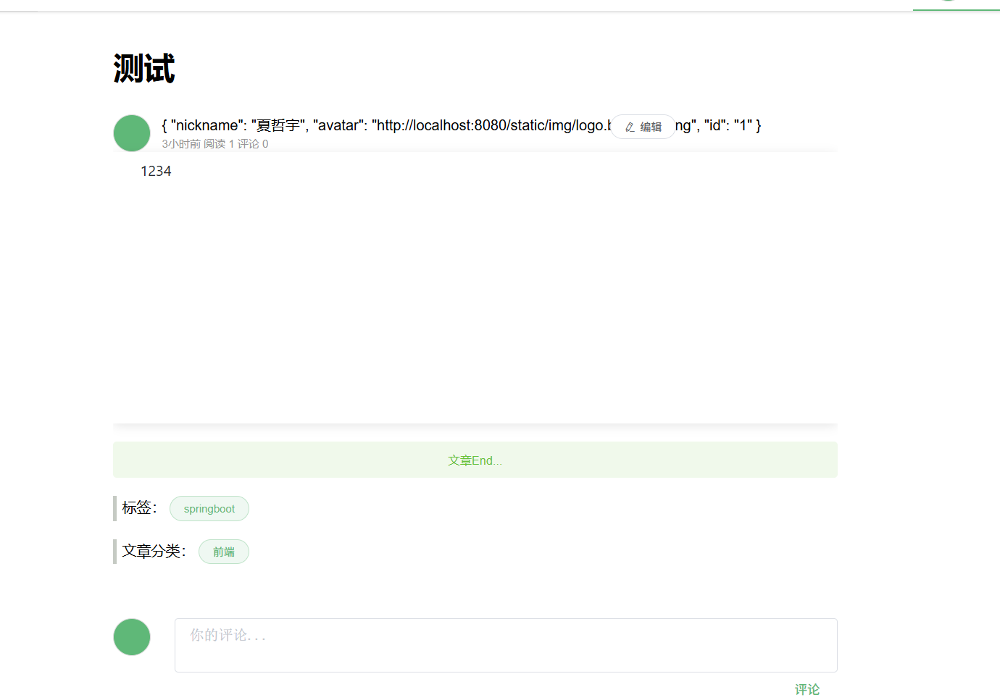 测试
{ "nickname": "夏哲宇", "avatar": "http://localhost:8080/static/img/logo.
编辑
ng", "id": "1" }
3小时前 阅读 1 评论 0
1234
文章End...
标签：
springboot
文章分类：
前端
你的评论...
评论